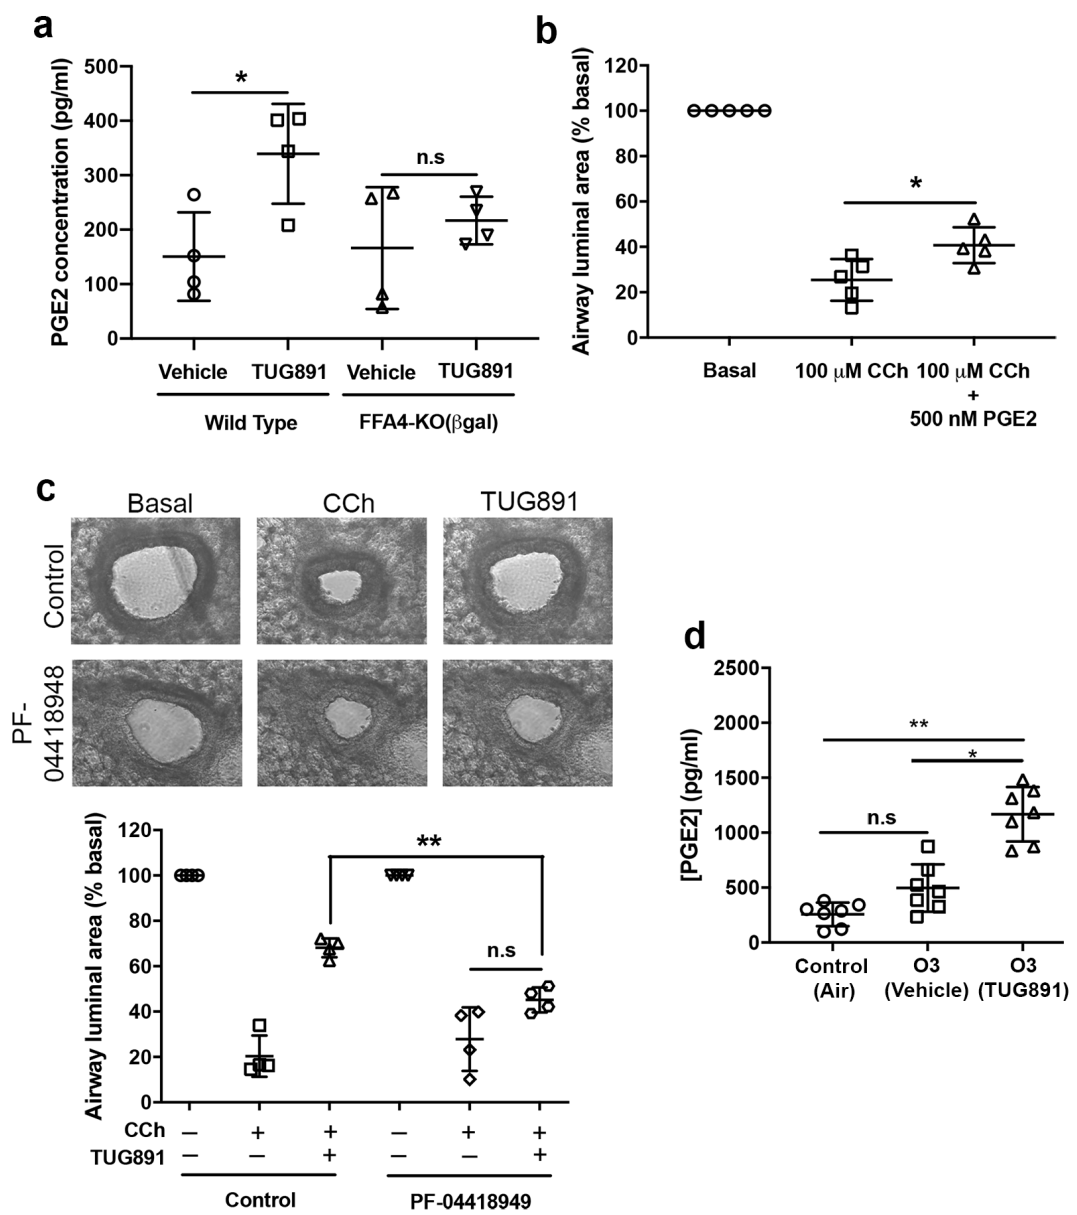 a
PGE2 concentration (pg/ml)
500
400
300
200
100
0
*
n.s
Vehicle TUG891 Vehicle TUG891
Wild Type FFA4-KO(βgal)
b
Airway luminal area (% basal)
120
100
80
60
40
20
0
*
Basal 100 μM CCh 100 μM CCh
+
500 nM PGE2
c
Basal CCh TUG891
Control
PF-
04418948
Airway luminal area (% basal)
120
100
80
60
40
20
0
**
n.s
CCh – + + – + +
TUG891 – – + – – +
Control PF-04418949
d
[PGE2] (pg/ml)
2500
2000
1500
1000
500
0
**
*
n.s
Control O3 O3
(Air) (Vehicle) (TUG891)